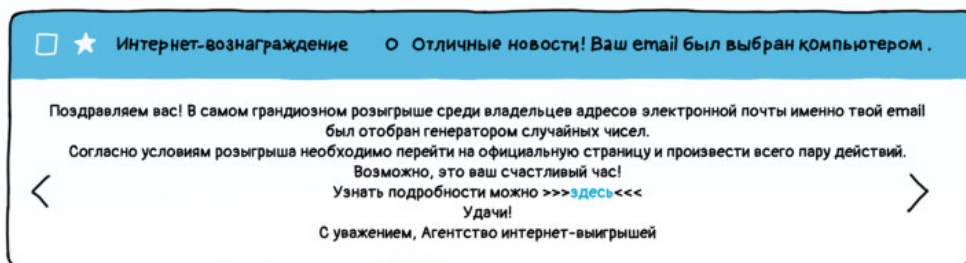 Интернет-вознаграждение О Отличные новости! Ваш email был выбран компьютером.
Поздравляем вас! В самом грандиозном розыгрыше среди владельцев адресов электронной почты именно твой email
был отобран генератором случайных чисел.
Согласно условиям розыгрыша необходимо перейти на официальную страницу и произвести всего пару действий.
Возможно, это ваш счастливый час!
Узнать подробности можно >>>здесь<<<
Удачи!
С уважением, Агентство интернет-выигрышей